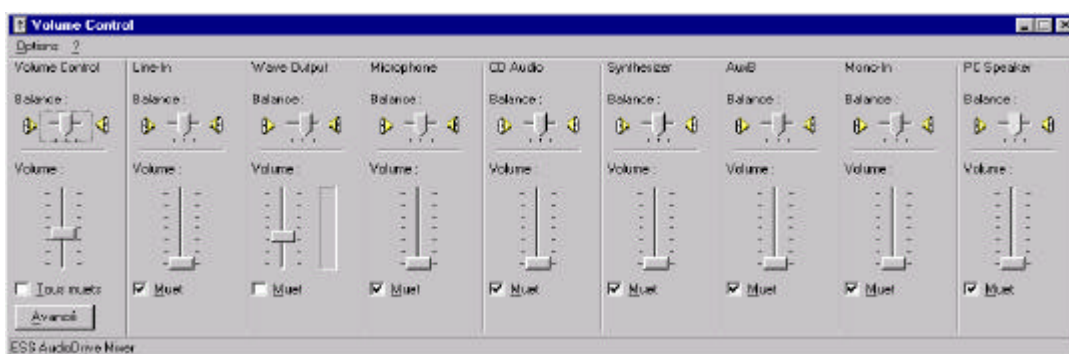 Volume Control
Options ?
Volume Control Line-In Wave Output Microphone CD Audio Synthesizer AuxB Mono-In PC Speaker
Balance : Balance : Balance : Balance : Balance : Balance : Balance : Balance : Balance :
Volume : Volume : Volume : Volume : Volume : Volume : Volume : Volume : Volume :
Tous muets Muet Muet Muet Muet Muet Muet Muet Muet
Avancé
ESS AudioDrive Mixer